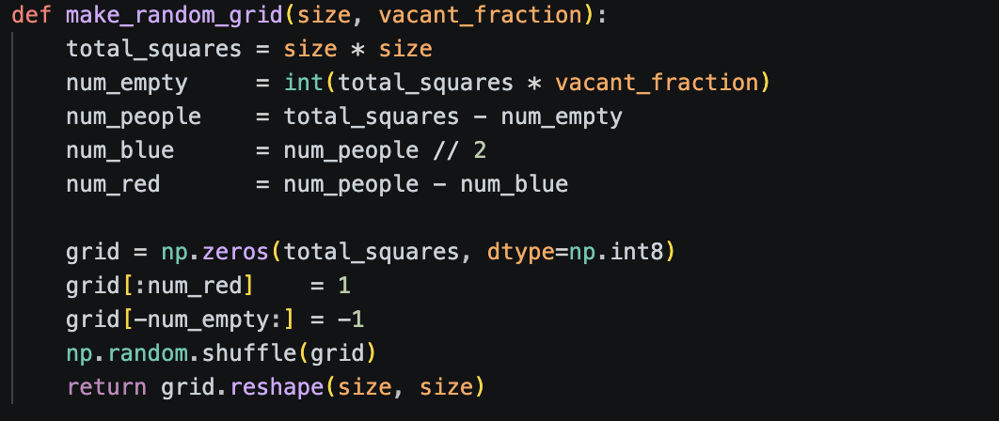 def make_random_grid(size, vacant_fraction):
    total_squares = size * size
    num_empty     = int(total_squares * vacant_fraction)
    num_people    = total_squares - num_empty
    num_blue      = num_people // 2
    num_red       = num_people - num_blue

    grid = np.zeros(total_squares, dtype=np.int8)
    grid[:num_red]    = 1
    grid[-num_empty:] = -1
    np.random.shuffle(grid)
    return grid.reshape(size, size)